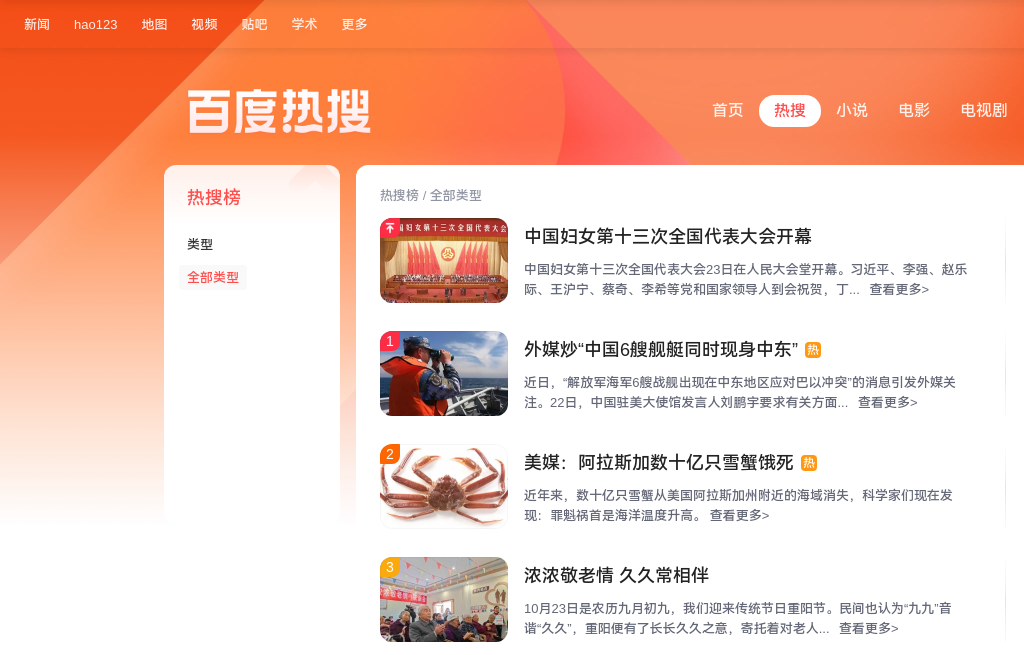 新闻 hao123 地图 视频 贴吧 学术 更多
百度热搜
首页 热搜 小说 电影 电视剧
热搜榜
类型
全部类型
热搜榜 / 全部类型
中国妇女第十三次全国代表大会开幕
中国妇女第十三次全国代表大会23日在人民大会堂开幕。习近平、李强、赵乐
际、王沪宁、蔡奇、李希等党和国家领导人到会祝贺，丁... 查看更多>
1
外媒炒“中国6艘舰艇同时现身中东” 热
近日，“解放军海军6艘战舰出现在中东地区应对巴以冲突”的消息引发外媒关
注。22日，中国驻美大使馆发言人刘鹏宇要求有关方面... 查看更多>
2
美媒：阿拉斯加数十亿只雪蟹饿死 热
近年来，数十亿只雪蟹从美国阿拉斯加州附近的海域消失，科学家们现在发
现：罪魁祸首是海洋温度升高。 查看更多>
3
浓浓敬老情 久久常相伴
10月23日是农历九月初九，我们迎来传统节日重阳节。民间也认为“九九”音
谐“久久”，重阳便有了长长久久之意，寄托着对老人... 查看更多>